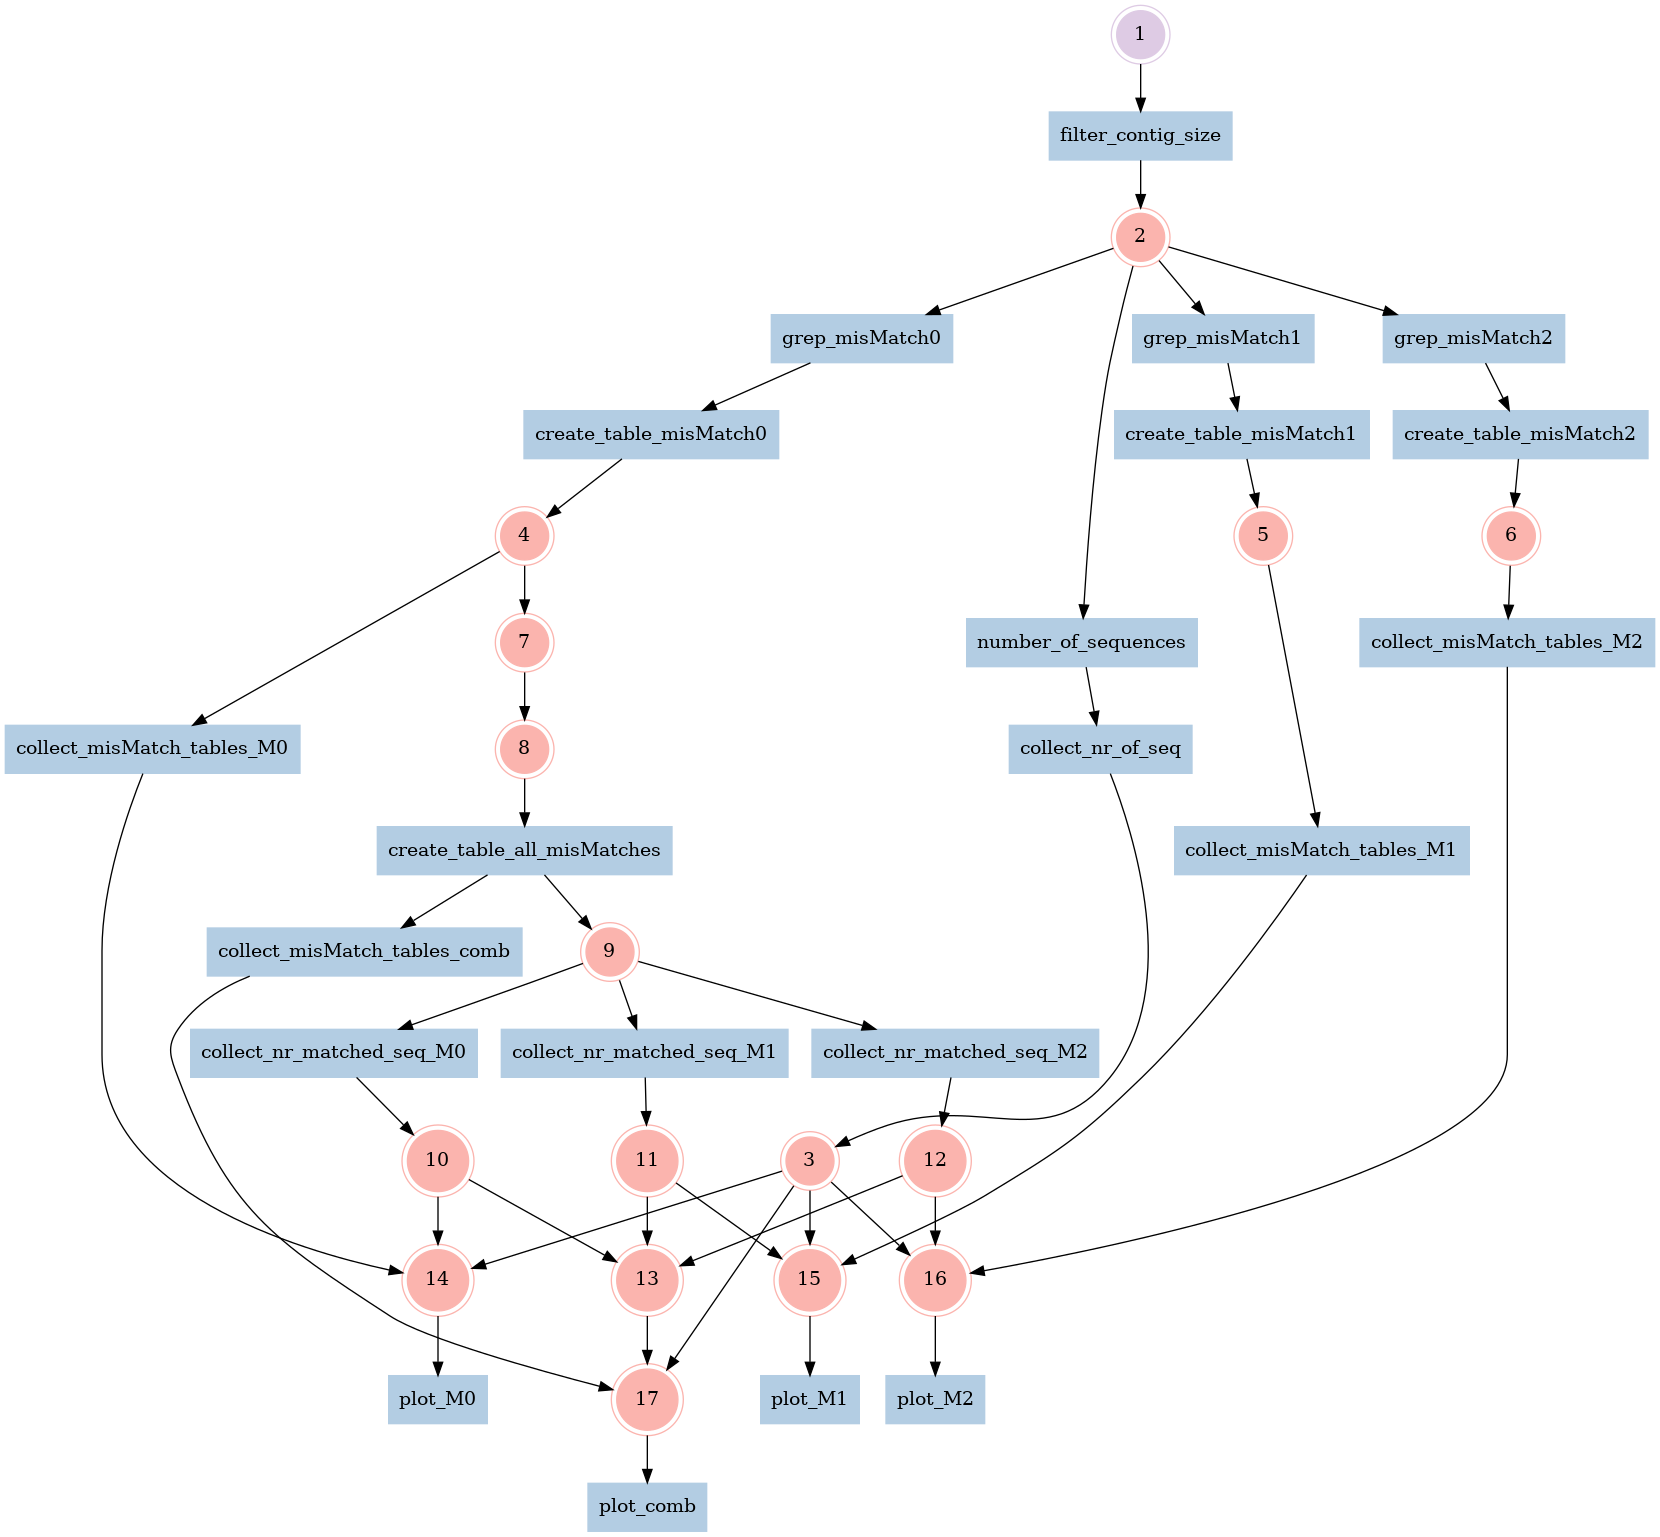 1
filter_contig_size
2
grep_misMatch0
grep_misMatch1
grep_misMatch2
create_table_misMatch0
create_table_misMatch1
create_table_misMatch2
4
5
6
7
number_of_sequences
collect_misMatch_tables_M2
collect_misMatch_tables_M0
8
collect_nr_of_seq
create_table_all_misMatches
collect_misMatch_tables_M1
collect_misMatch_tables_comb
9
collect_nr_matched_seq_M0
collect_nr_matched_seq_M1
collect_nr_matched_seq_M2
10
11
3
12
14
13
15
16
plot_M0
17
plot_M1
plot_M2
plot_comb